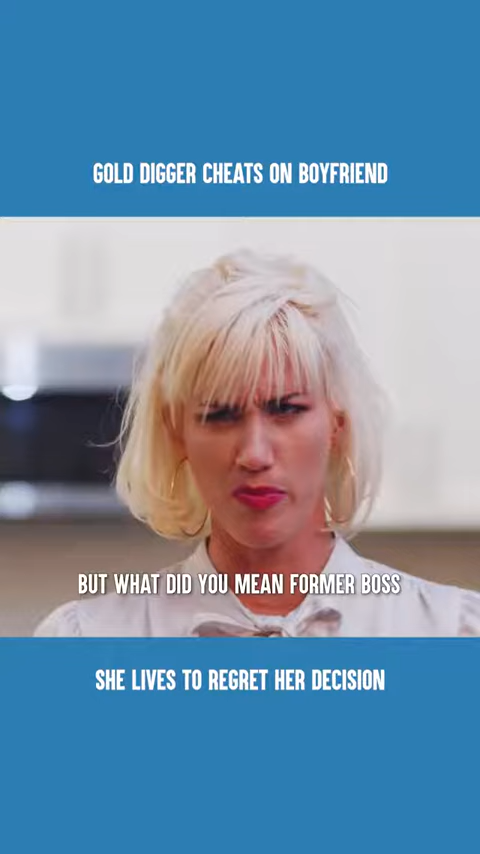 GOLD DIGGER CHEATS ON BOYFRIEND
BUT WHAT DID YOU MEAN FORMER BOSS
SHE LIVES TO REGRET HER DECISION